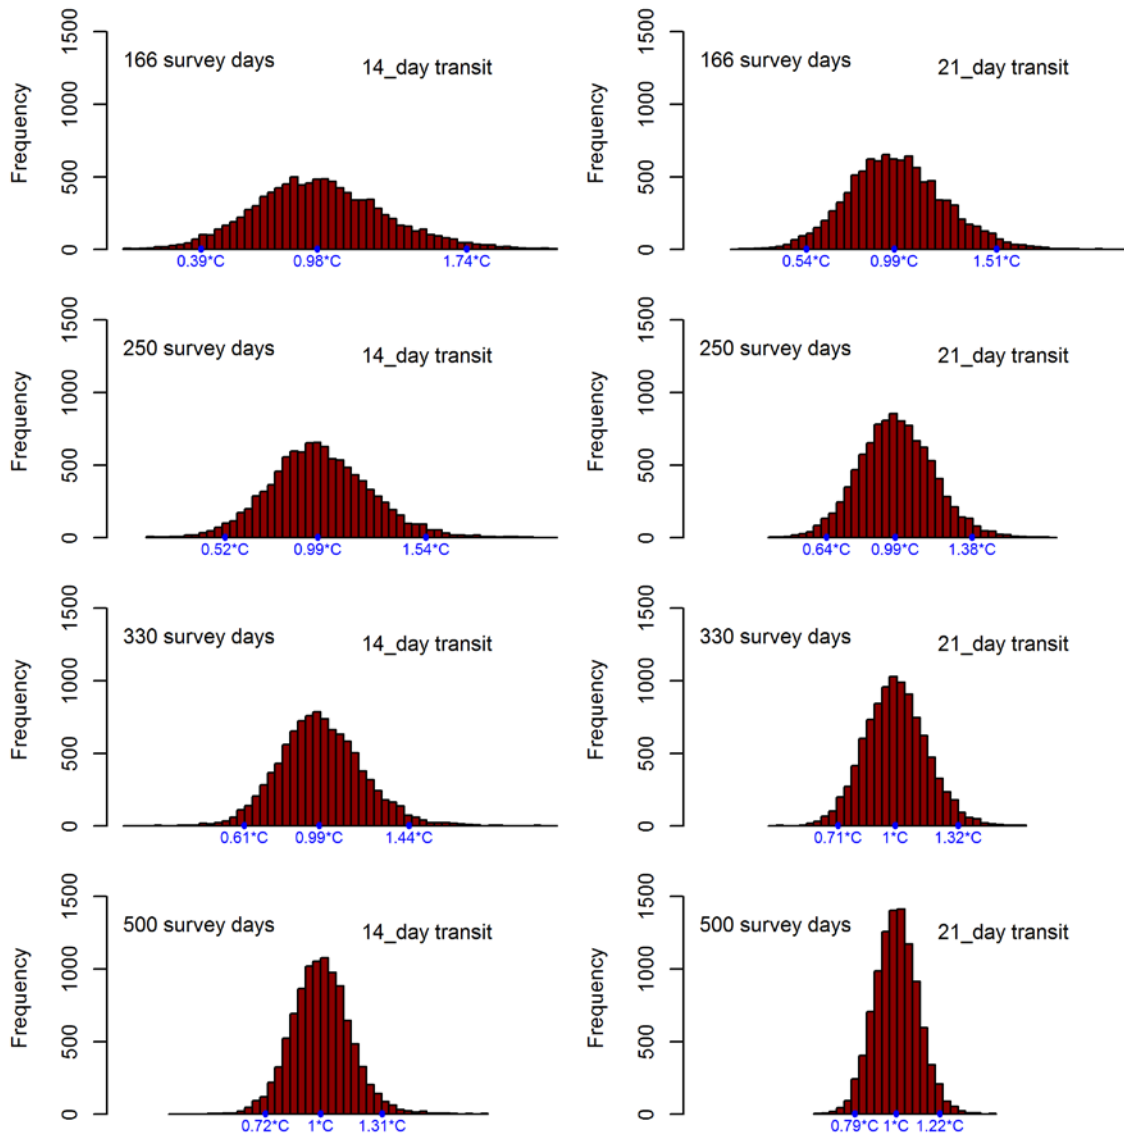 1500
166 survey days
14_day transit
1000
Frequency
500
0
0.39*C 0.98*C 1.74*C
1500
166 survey days
21_day transit
1000
Frequency
500
0
0.54*C 0.99*C 1.51*C
1500
250 survey days
14_day transit
1000
Frequency
500
0
0.52*C 0.99*C 1.54*C
1500
250 survey days
21_day transit
1000
Frequency
500
0
0.64*C 0.99*C 1.38*C
1500
330 survey days
14_day transit
1000
Frequency
500
0
0.61*C 0.99*C 1.44*C
1500
330 survey days
21_day transit
1000
Frequency
500
0
0.71*C 1*C 1.32*C
1500
500 survey days
14_day transit
1000
Frequency
500
0
0.72*C 1*C 1.31*C
1500
500 survey days
21_day transit
1000
Frequency
500
0
0.79*C 1*C 1.22*C